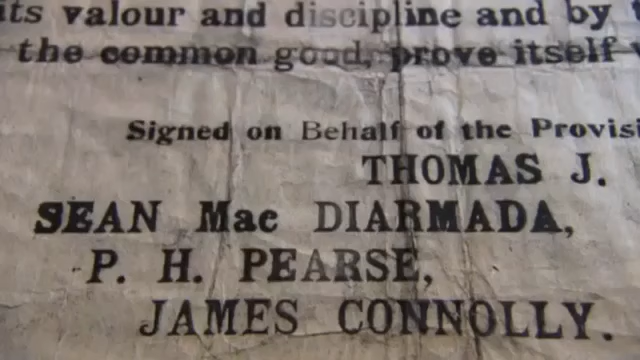 its valour and discipline and by
the common good, prove itself
Signed on Behalf of the Provisi
THOMAS J.
SEAN Mac DIARMADA,
P. H. PEARSE,
JAMES CONNOLLY.